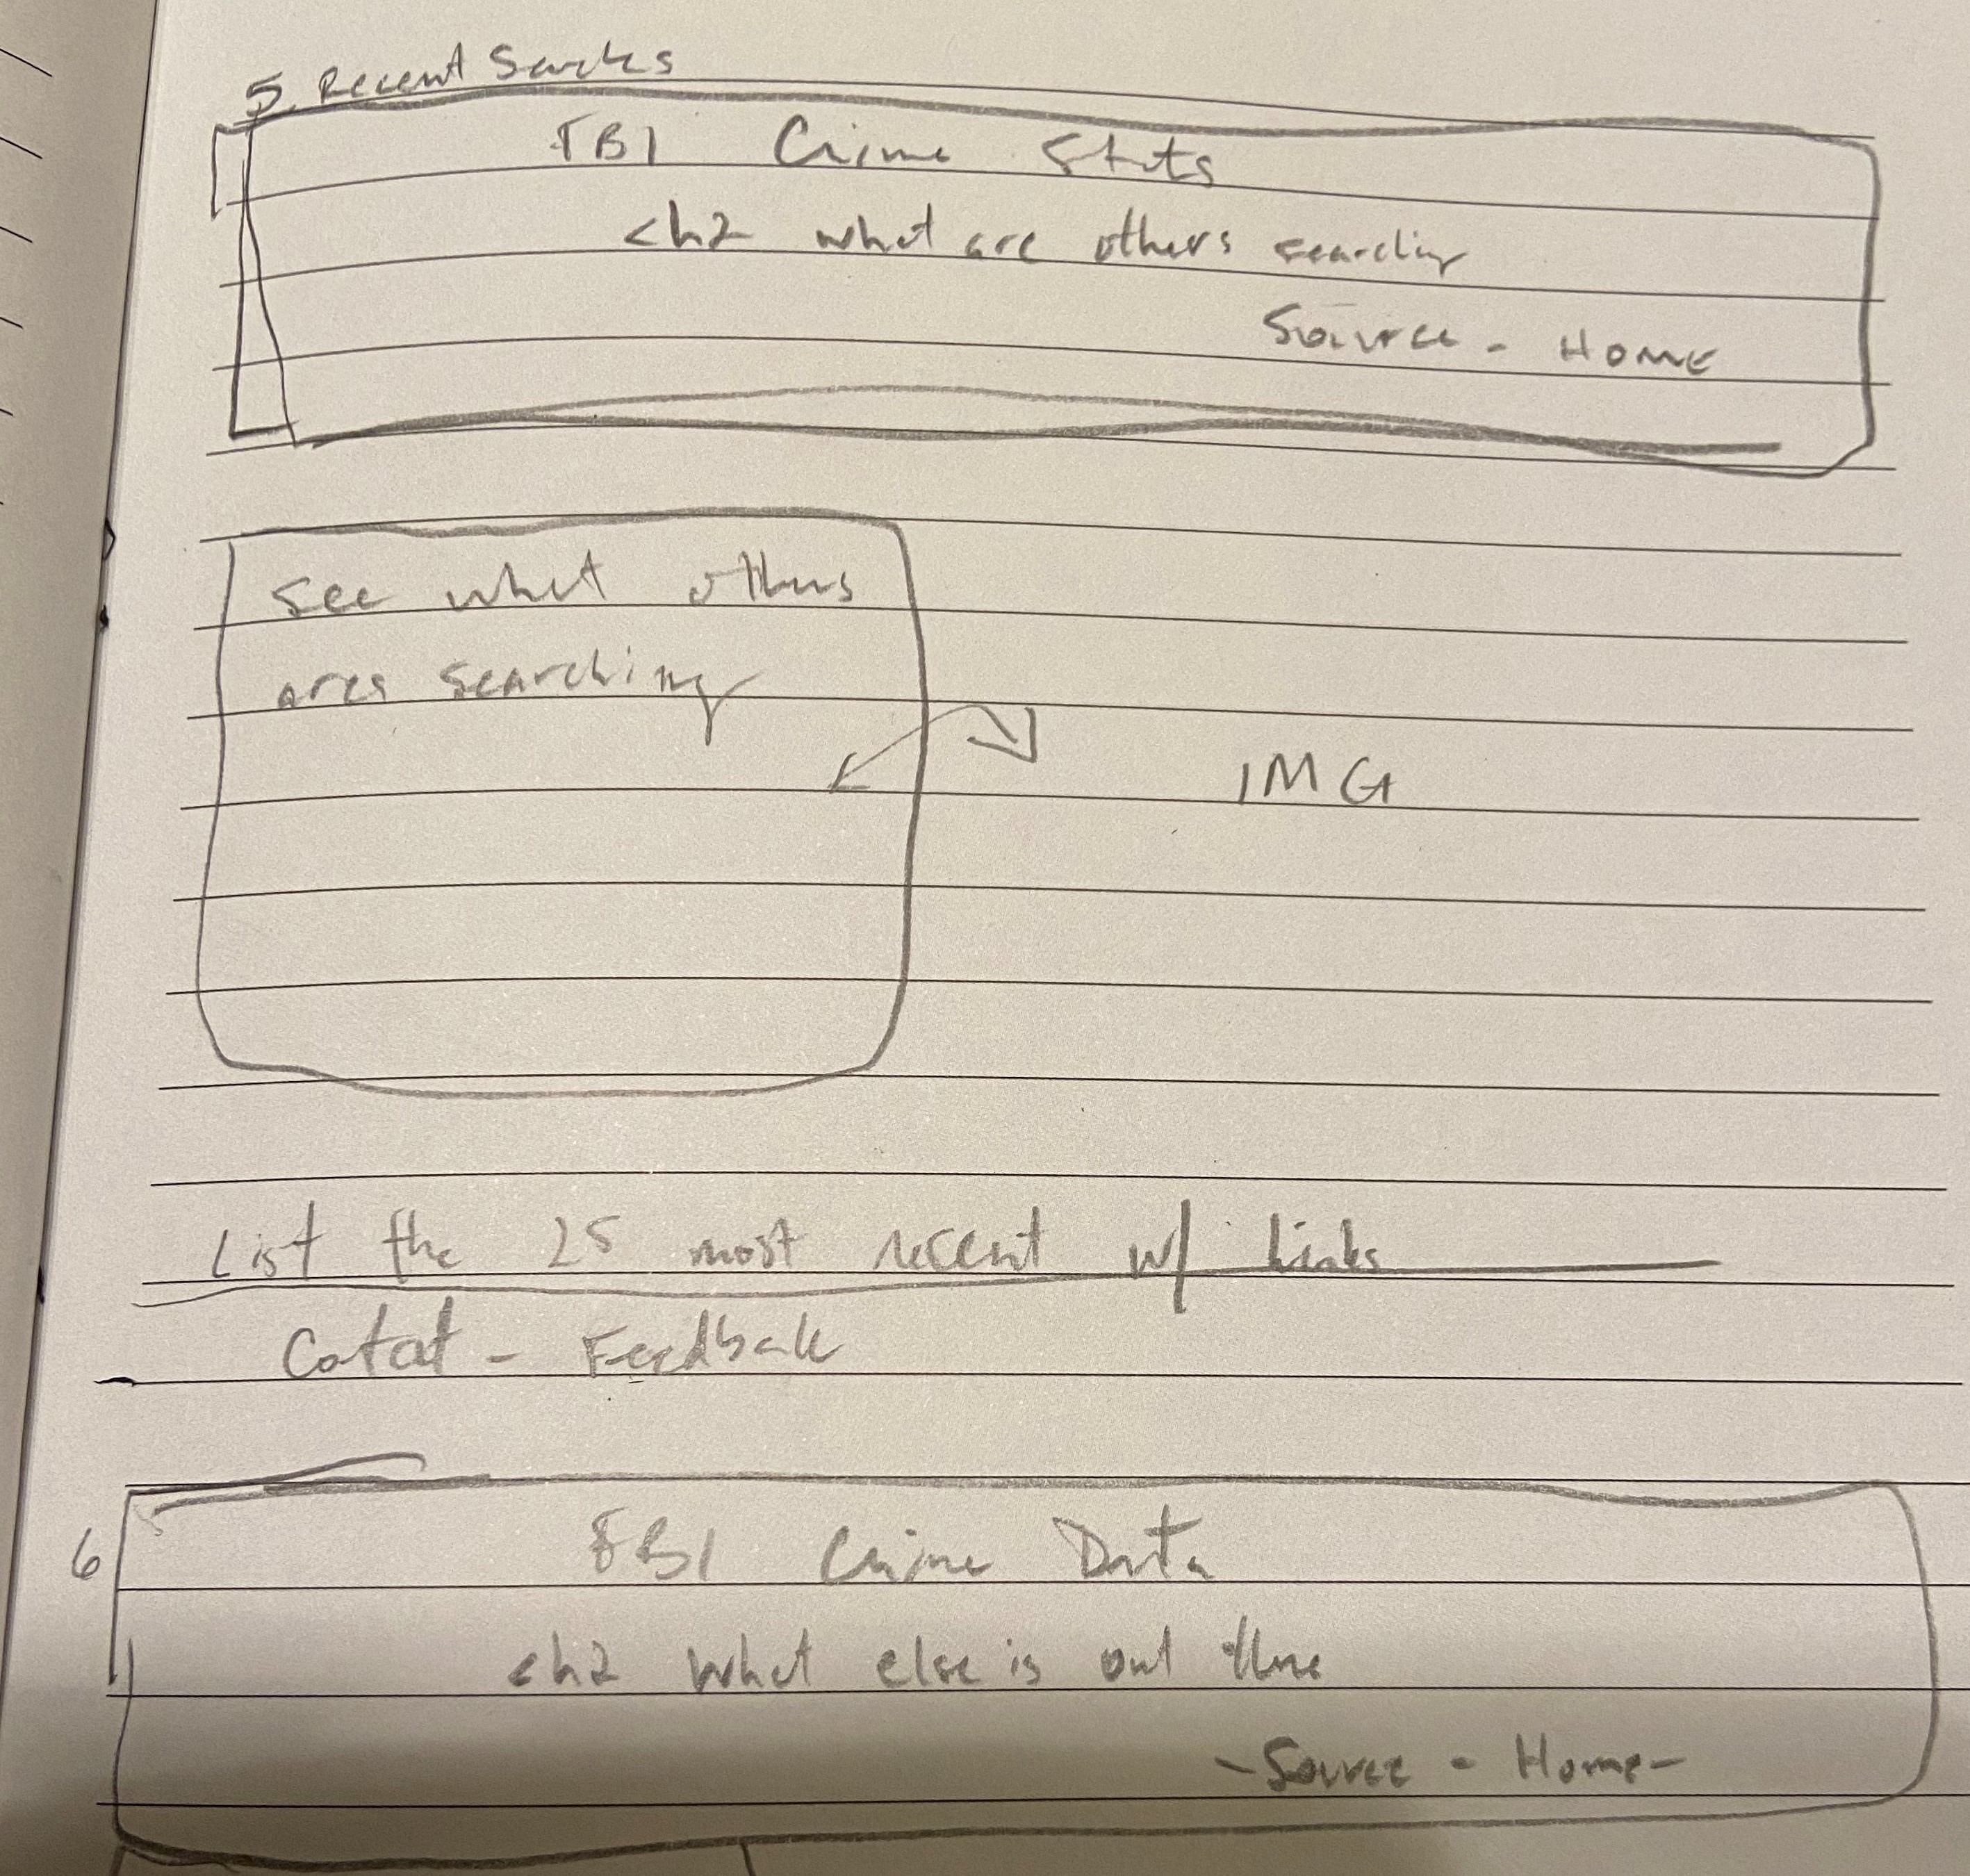 5. Recent Searches
FBI Crime Stats
<h2 what are others searching
Source - Home
See what others
ares searching
IMG
List the 25 most recent w/ Links
Contact - Feedback
6
FBI Crime Data
<h2 What else is out there
- Source - Home -